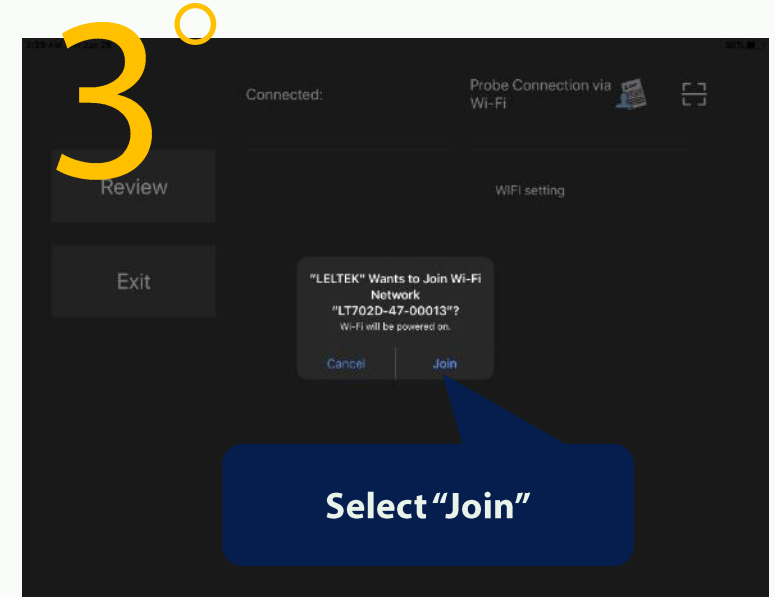 3°
Connected:
Probe Connection via
Wi-Fi
Review
WIFI setting
Exit
"LELTEK" Wants to Join Wi-Fi
Network
"LT702D-47-00013"?
Wi-Fi will be powered on.
Cancel
Join
Select “Join”